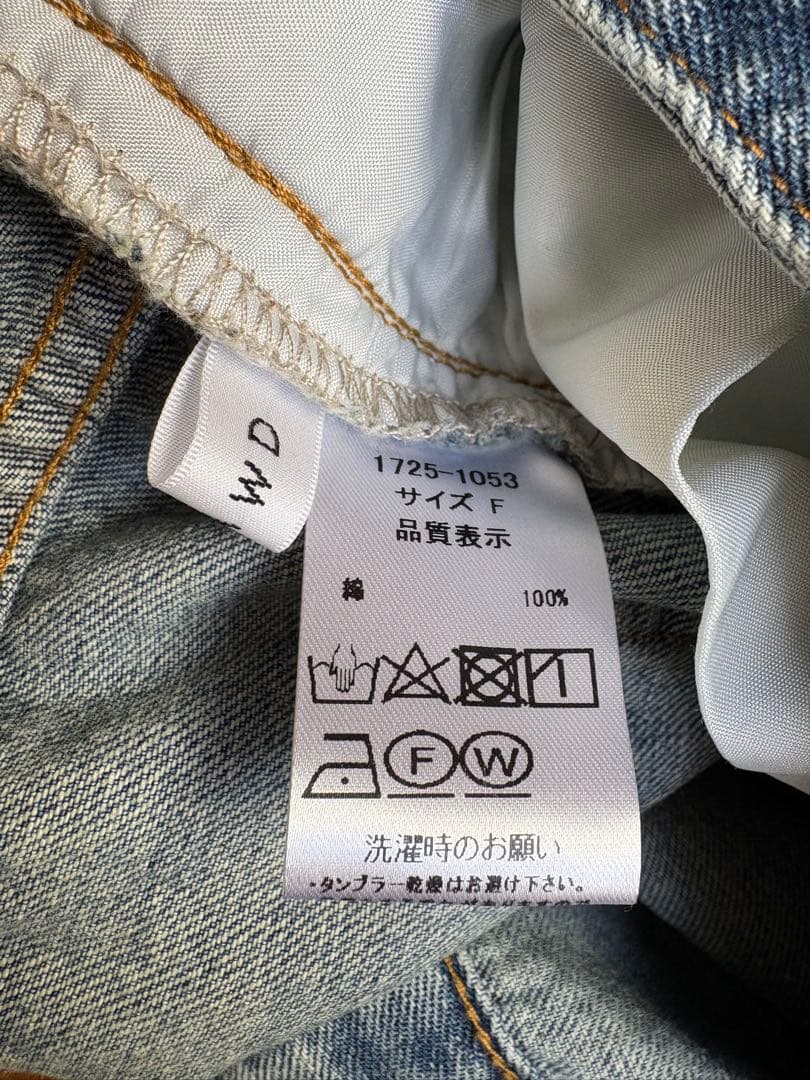 W D
1725-1053
サイズ F
品質表示
綿 100%
F W
洗濯時のお願い
・タンブラー乾燥はお避け下さい。